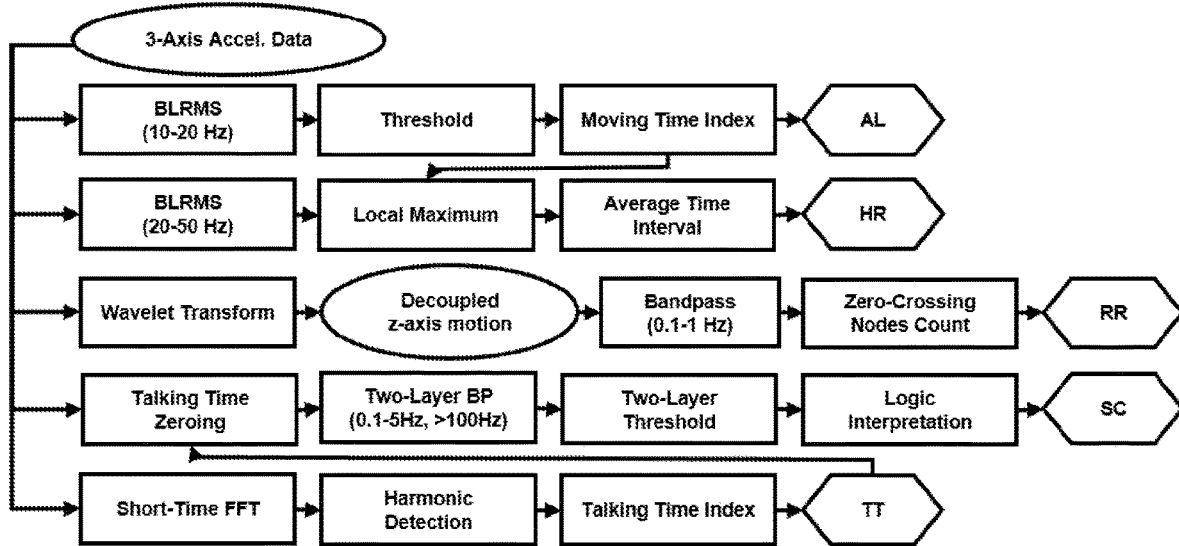 3-Axis Accel. Data
BLRMS
(10-20 Hz)
Threshold
Moving Time Index
AL
BLRMS
(20-50 Hz)
Local Maximum
Average Time
Interval
HR
Wavelet Transform
Decoupled
z-axis motion
Bandpass
(0.1-1 Hz)
Zero-Crossing
Nodes Count
RR
Talking Time
Zeroing
Two-Layer BP
(0.1-5Hz, >100Hz)
Two-Layer
Threshold
Logic
Interpretation
SC
Short-Time FFT
Harmonic
Detection
Talking Time Index
TT